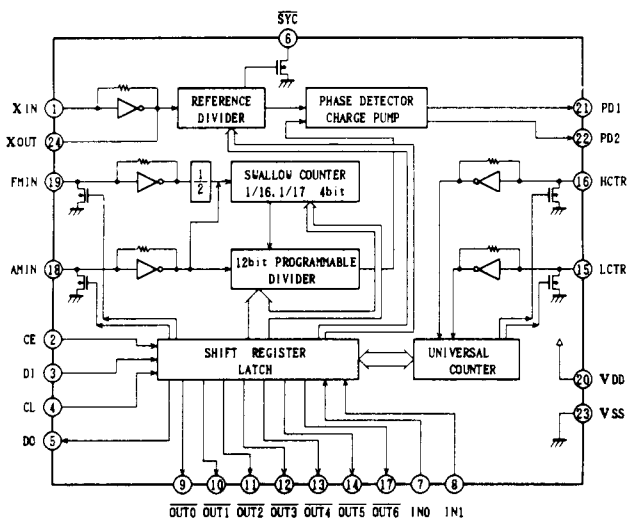 SYC
6
XIN 1
REFERENCE
DIVIDER
PHASE DETECTOR
CHARGE PUMP
21 PD1
XOUT
24
22 PD2
FMIN 19
1
2
SWALLOW COUNTER
1/16.1/17 4bit
16 HCTR
AMIN 18
12bit PROGRAMMABLE
DIVIDER
15 LCTR
CE 2
DI 3
CL 4
DO 5
SHIFT REGISTER
LATCH
UNIVERSAL
COUNTER
20 VDD
23 VSS
9 10 11 12 13 14 17 7 8
OUT0 OUT1 OUT2 OUT3 OUT4 OUT5 OUT6 IN0 IN1